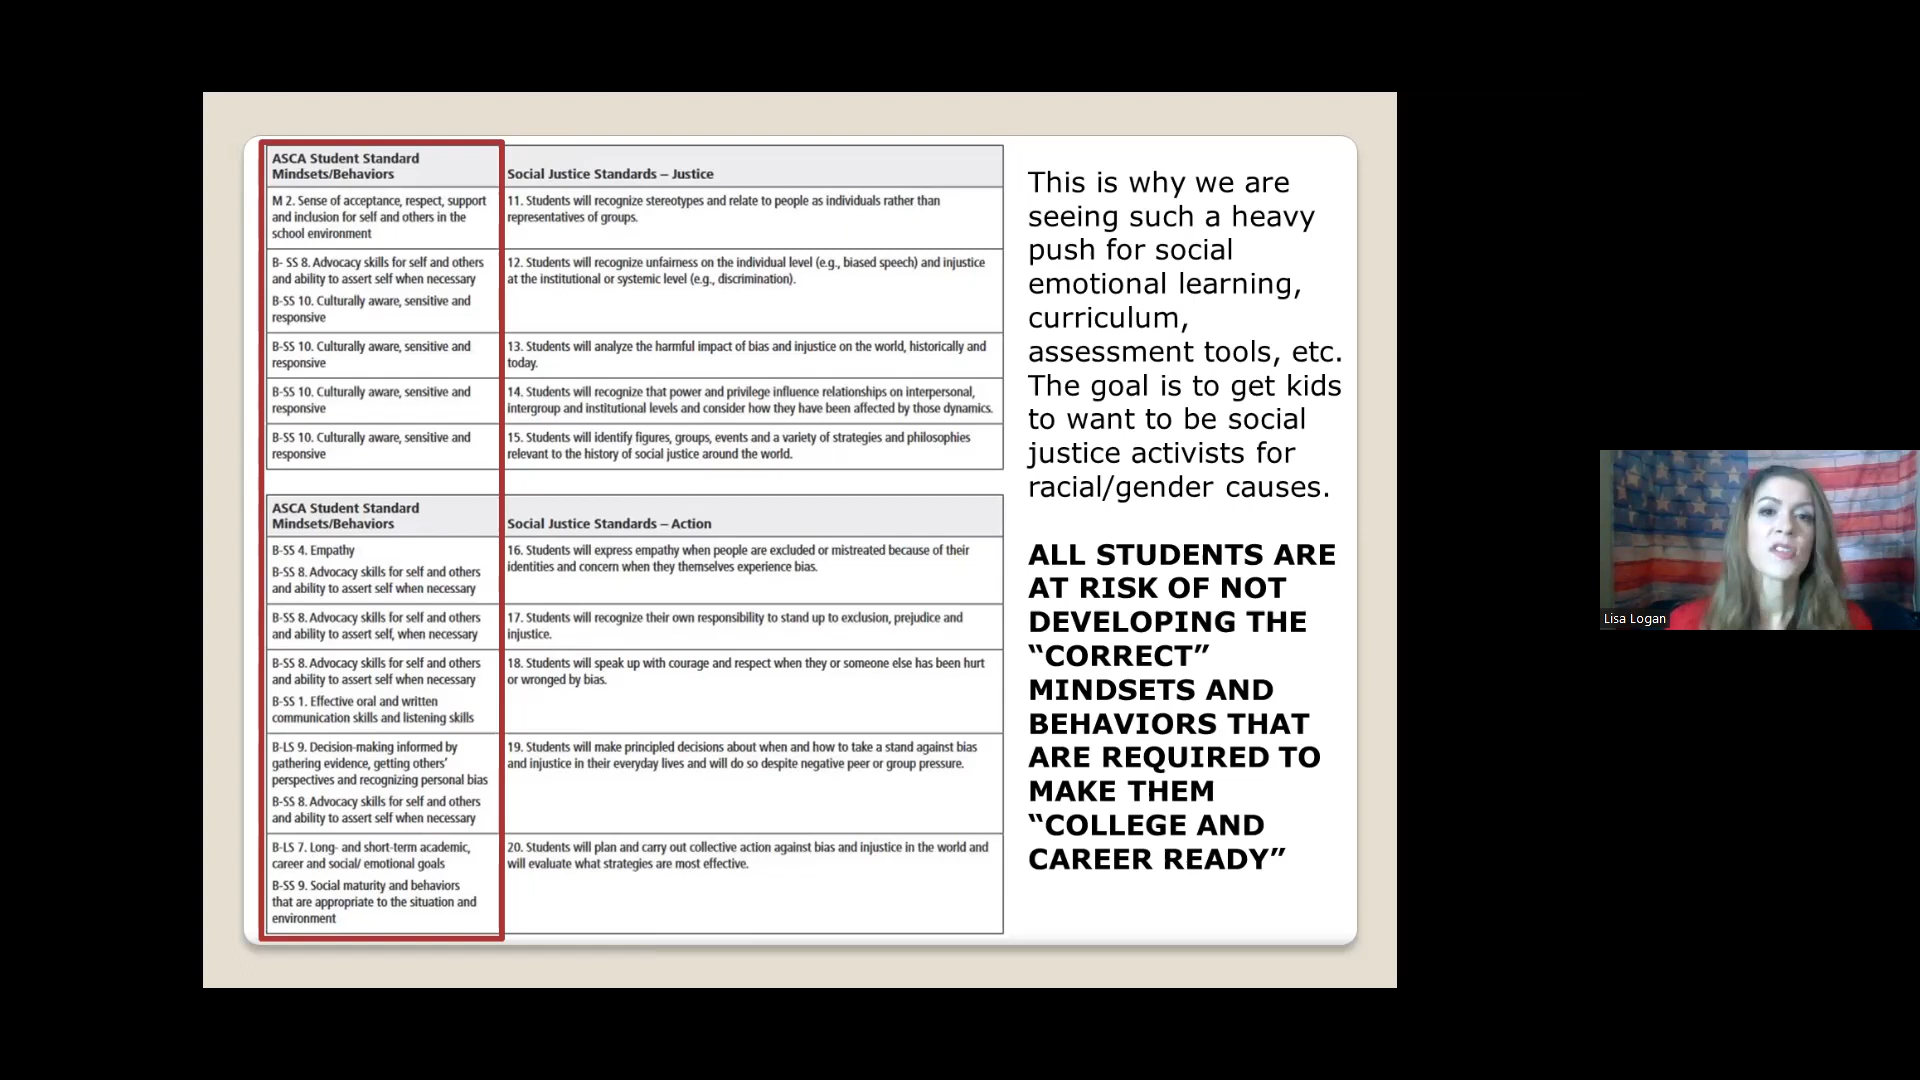 ASCA Student Standard
Mindsets/Behaviors
Social Justice Standards – Justice
M 2. Sense of acceptance, respect, support
and inclusion for self and others in the
school environment
11. Students will recognize stereotypes and relate to people as individuals rather than
representatives of groups.
B- SS 8. Advocacy skills for self and others
and ability to assert self when necessary
B-SS 10. Culturally aware, sensitive and
responsive
12. Students will recognize unfairness on the individual level (e.g., biased speech) and injustice
at the institutional or systemic level (e.g., discrimination).
B-SS 10. Culturally aware, sensitive and
responsive
13. Students will analyze the harmful impact of bias and injustice on the world, historically and
today.
B-SS 10. Culturally aware, sensitive and
responsive
14. Students will recognize that power and privilege influence relationships on interpersonal,
intergroup and institutional levels and consider how they have been affected by those dynamics.
B-SS 10. Culturally aware, sensitive and
responsive
15. Students will identify figures, groups, events and a variety of strategies and philosophies
relevant to the history of social justice around the world.
ASCA Student Standard
Mindsets/Behaviors
Social Justice Standards – Action
B-SS 4. Empathy
B-SS 8. Advocacy skills for self and others
and ability to assert self when necessary
16. Students will express empathy when people are excluded or mistreated because of their
identities and concern when they themselves experience bias.
B-SS 8. Advocacy skills for self and others
and ability to assert self, when necessary
17. Students will recognize their own responsibility to stand up to exclusion, prejudice and
injustice.
B-SS 8. Advocacy skills for self and others
and ability to assert self when necessary
B-SS 1. Effective oral and written
communication skills and listening skills
18. Students will speak up with courage and respect when they or someone else has been hurt
or wronged by bias.
B-LS 9. Decision-making informed by
gathering evidence, getting others’
perspectives and recognizing personal bias
B-SS 8. Advocacy skills for self and others
and ability to assert self when necessary
19. Students will make principled decisions about when and how to take a stand against bias
and injustice in their everyday lives and will do so despite negative peer or group pressure.
B-LS 7. Long- and short-term academic,
career and social/ emotional goals
B-SS 9. Social maturity and behaviors
that are appropriate to the situation and
environment
20. Students will plan and carry out collective action against bias and injustice in the world and
will evaluate what strategies are most effective.
This is why we are
seeing such a heavy
push for social
emotional learning,
curriculum,
assessment tools, etc.
The goal is to get kids
to want to be social
justice activists for
racial/gender causes.
ALL STUDENTS ARE
AT RISK OF NOT
DEVELOPING THE
“CORRECT”
MINDSETS AND
BEHAVIORS THAT
ARE REQUIRED TO
MAKE THEM
“COLLEGE AND
CAREER READY”
Lisa Logan